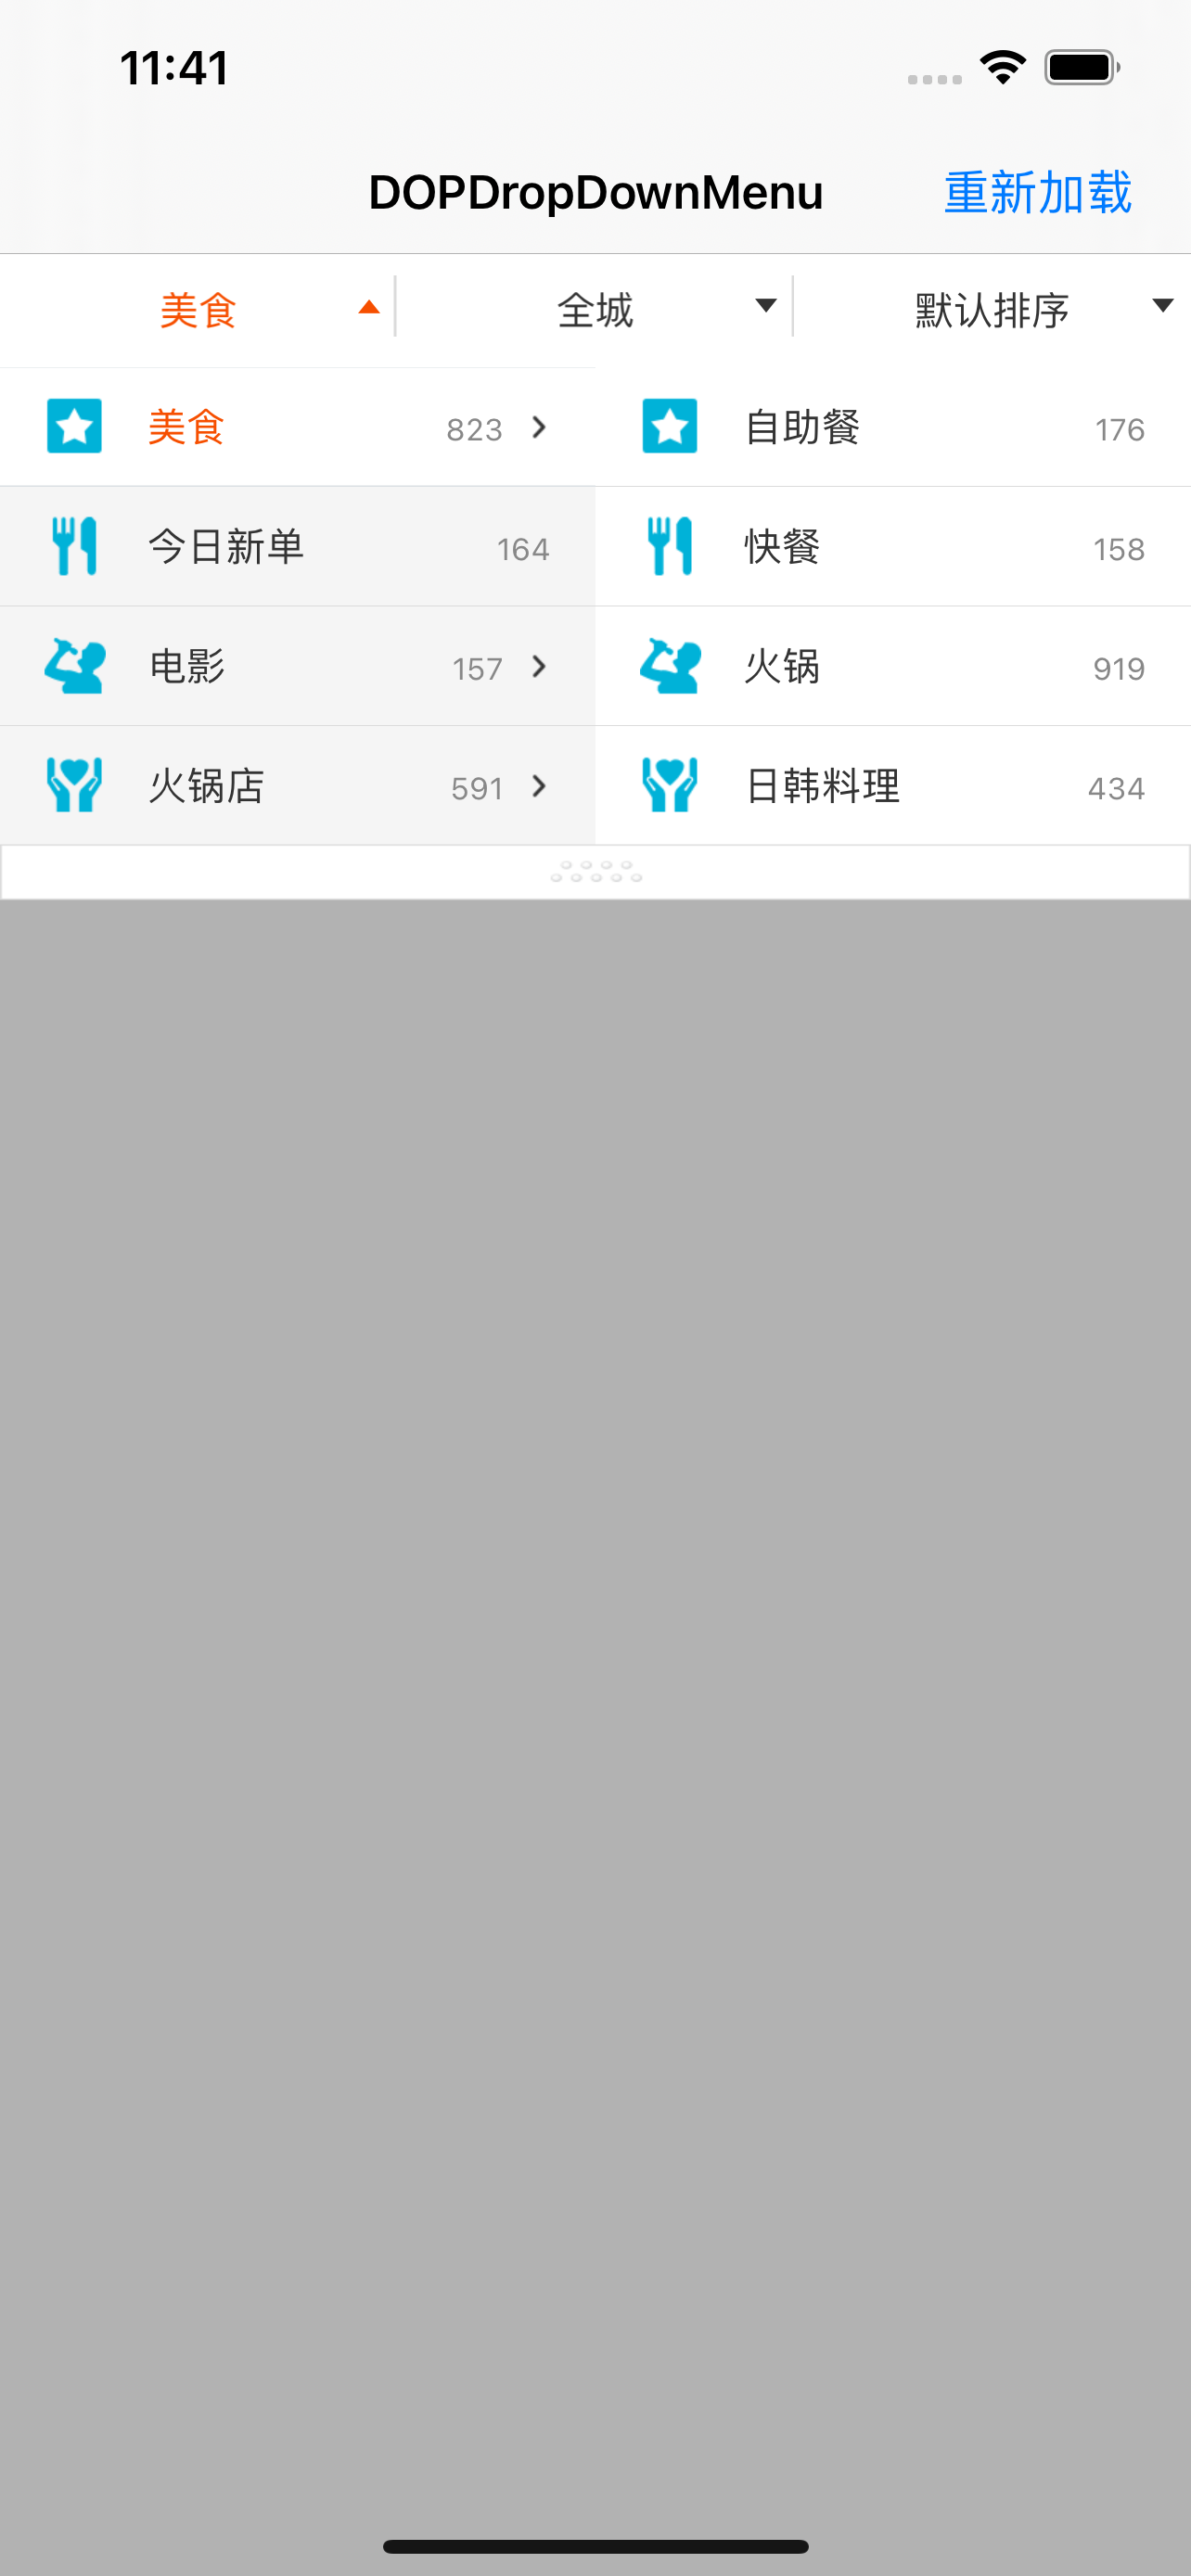 11:41
DOPDropDownMenu 重新加载
美食 全城 默认排序
美食 823 自助餐 176
今日新单 164 快餐 158
电影 157 火锅 919
火锅店 591 日韩料理 434